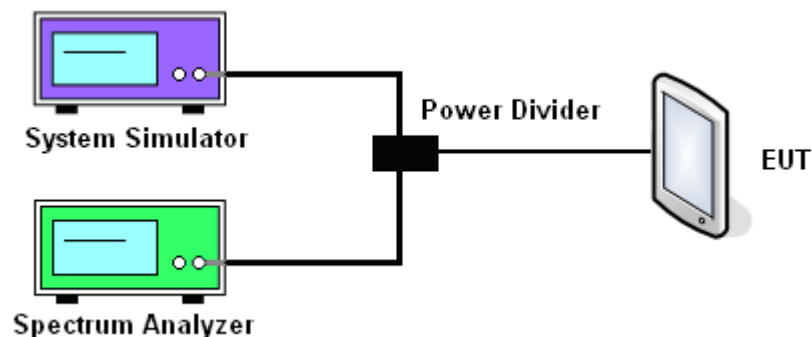 System Simulator
Power Divider
EUT
Spectrum Analyzer